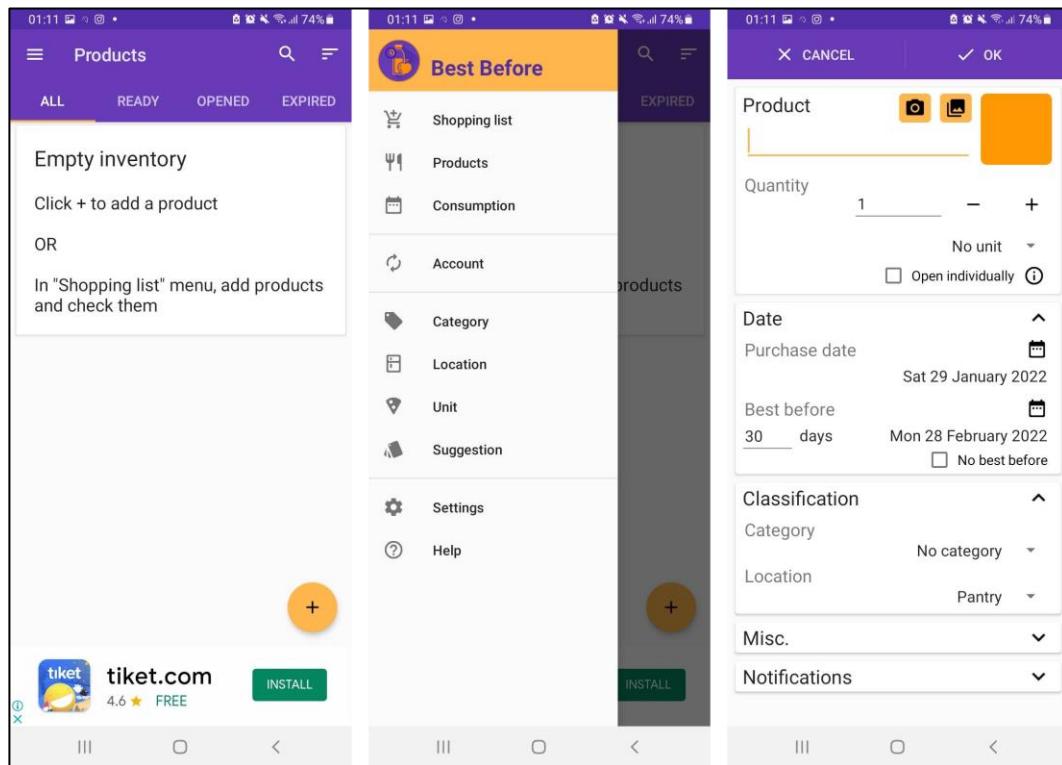 01:11 74%
Products
ALL READY OPENED EXPIRED
Empty inventory
Click + to add a product
OR
In "Shopping list" menu, add products
and check them
+
tiket
tiket.com
4.6 ★ FREE
INSTALL
01:11 74%
Best Before
EXPIRED
Shopping list
Products
Consumption
Account
products
Category
Location
Unit
Suggestion
Settings
Help
+
INSTALL
01:11 74%
CANCEL OK
Product
Quantity
1 − +
No unit
Open individually
Date
Purchase date
Sat 29 January 2022
Best before
30 days Mon 28 February 2022
No best before
Classification
Category
No category
Location
Pantry
Misc.
Notifications